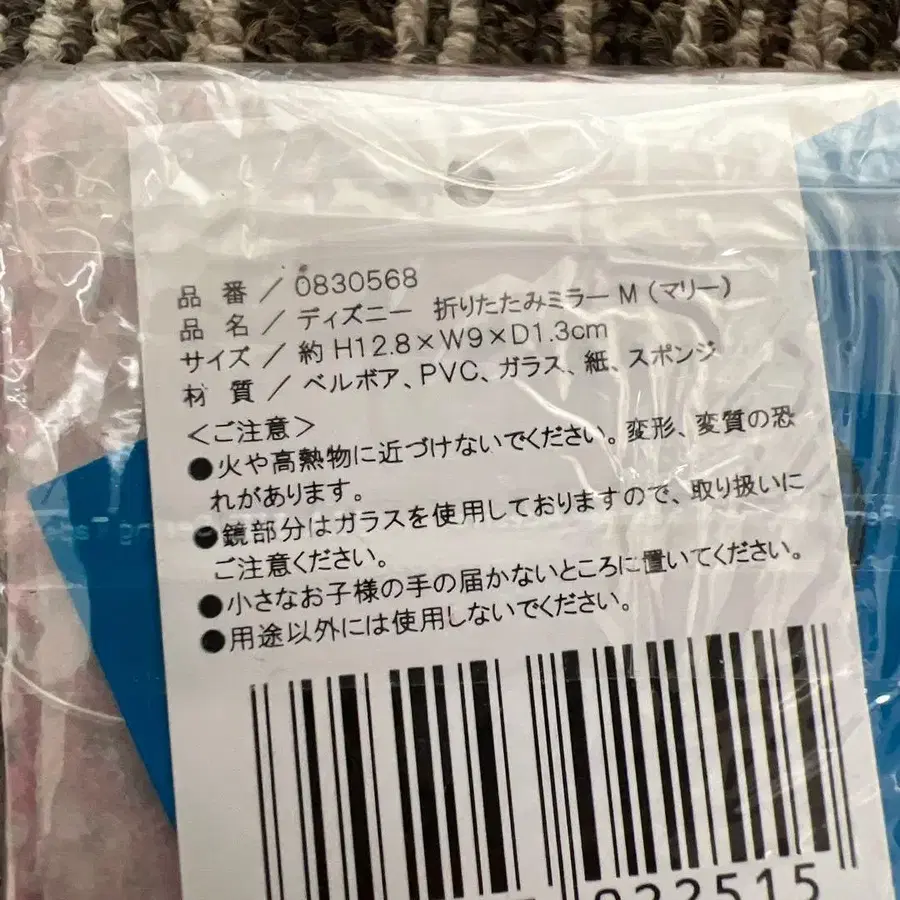 品 番 / 0830568
品 名 / ディズニー 折りたたみミラー M (マリー)
サイズ / 約 H12.8×W9×D1.3cm
材 質 / ベルボア、PVC、ガラス、紙、スポンジ
<ご注意>
●火や高熱物に近づけないでください。変形、変質の恐
れがあります。
●鏡部分はガラスを使用しておりますので、取り扱いに
ご注意ください。
●小さなお子様の手の届かないところに置いてください。
●用途以外には使用しないでください。